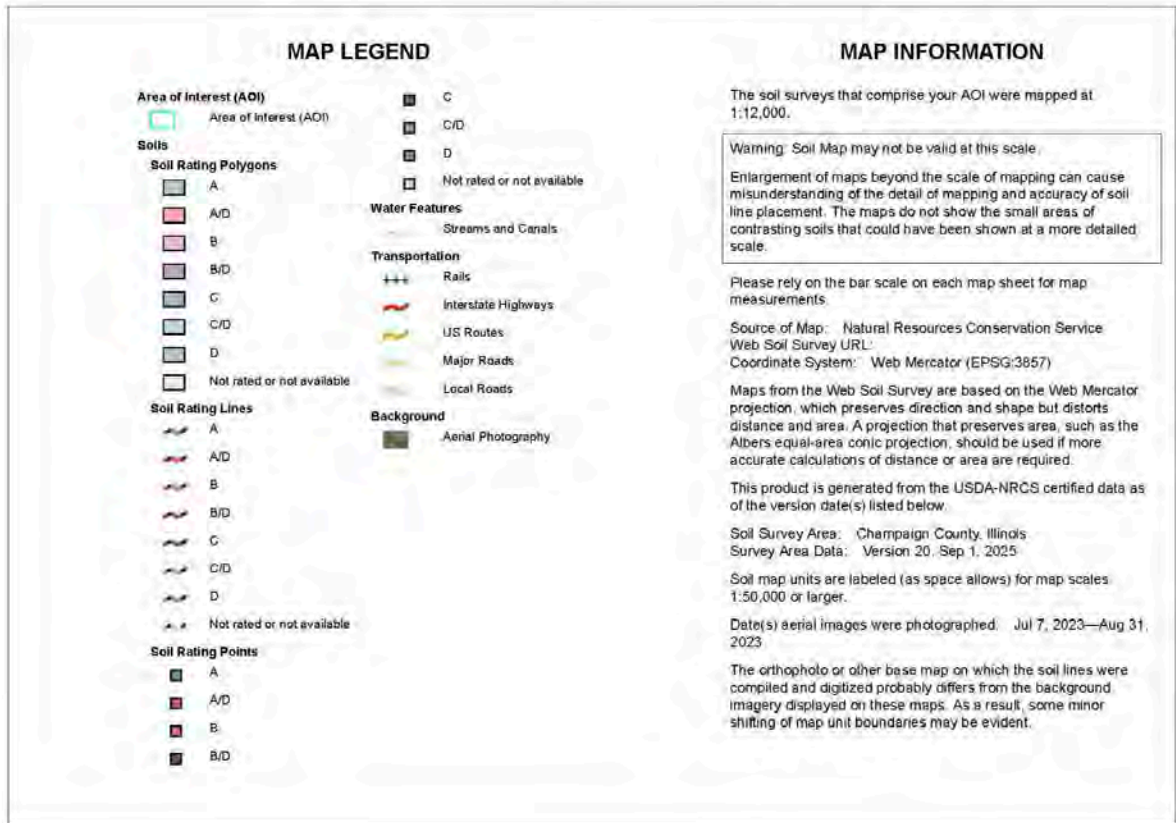 MAP LEGEND
Area of Interest (AOI)
Area of Interest (AOI)
Soils
Soil Rating Polygons
A
A/D
B
B/D
C
C/D
D
Not rated or not available
Soil Rating Lines
A
A/D
B
B/D
C
C/D
D
Not rated or not available
Soil Rating Points
A
A/D
B
B/D
C
C/D
D
Not rated or not available
Water Features
Streams and Canals
Transportation
Rails
Interstate Highways
US Routes
Major Roads
Local Roads
Background
Aerial Photography
MAP INFORMATION
The soil surveys that comprise your AOI were mapped at
1:12,000.
Warning: Soil Map may not be valid at this scale.
Enlargement of maps beyond the scale of mapping can cause
misunderstanding of the detail of mapping and accuracy of soil
line placement. The maps do not show the small areas of
contrasting soils that could have been shown at a more detailed
scale.
Please rely on the bar scale on each map sheet for map
measurements.
Source of Map: Natural Resources Conservation Service
Web Soil Survey URL:
Coordinate System: Web Mercator (EPSG:3857)
Maps from the Web Soil Survey are based on the Web Mercator
projection, which preserves direction and shape but distorts
distance and area. A projection that preserves area, such as the
Albers equal-area conic projection, should be used if more
accurate calculations of distance or area are required.
This product is generated from the USDA-NRCS certified data as
of the version date(s) listed below.
Soil Survey Area: Champaign County, Illinois
Survey Area Data: Version 20, Sep 1, 2025
Soil map units are labeled (as space allows) for map scales
1:50,000 or larger.
Date(s) aerial images were photographed: Jul 7, 2023—Aug 31,
2023
The orthophoto or other base map on which the soil lines were
compiled and digitized probably differs from the background
imagery displayed on these maps. As a result, some minor
shifting of map unit boundaries may be evident.